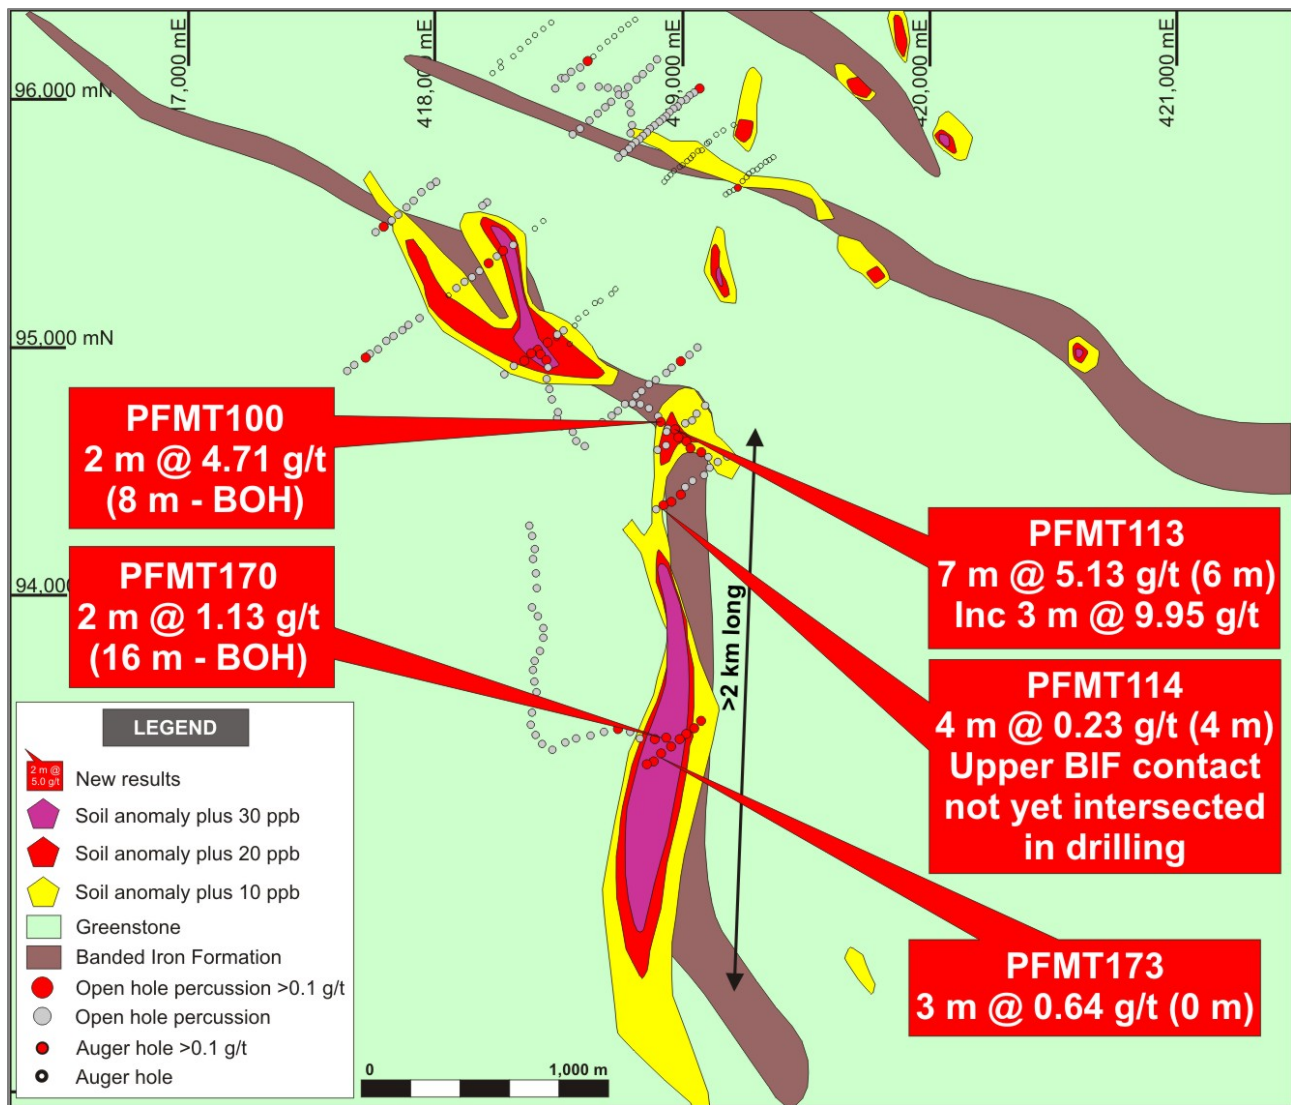 17,000 mE
418,000 mE
419,000 mE
420,000 mE
421,000 mE
96,000 mN
95,000 mN
94,000
PFMT100
2 m @ 4.71 g/t
(8 m - BOH)
PFMT170
2 m @ 1.13 g/t
(16 m - BOH)
>2 km long
PFMT113
7 m @ 5.13 g/t (6 m)
Inc 3 m @ 9.95 g/t
PFMT114
4 m @ 0.23 g/t (4 m)
Upper BIF contact
not yet intersected
in drilling
PFMT173
3 m @ 0.64 g/t (0 m)
LEGEND
2 m @
5.0 g/t
New results
Soil anomaly plus 30 ppb
Soil anomaly plus 20 ppb
Soil anomaly plus 10 ppb
Greenstone
Banded Iron Formation
Open hole percussion >0.1 g/t
Open hole percussion
Auger hole >0.1 g/t
Auger hole
0
1,000 m